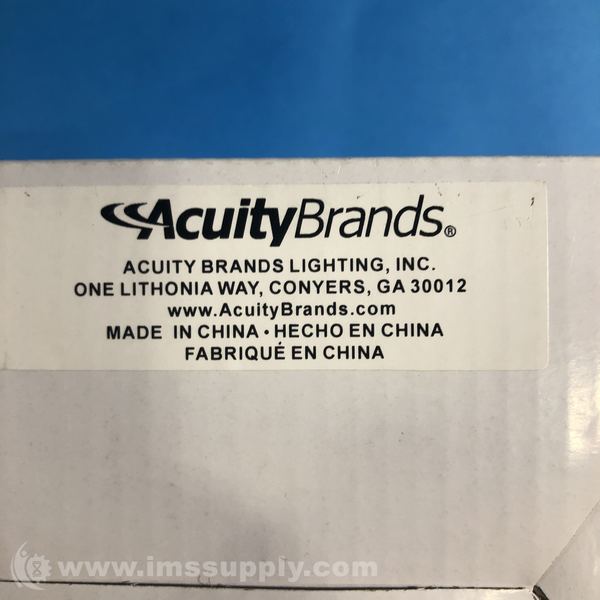 AcuityBrands®
ACUITY BRANDS LIGHTING, INC.
ONE LITHONIA WAY, CONYERS, GA 30012
www.AcuityBrands.com
MADE IN CHINA • HECHO EN CHINA
FABRIQUÉ EN CHINA
www.imssupply.com